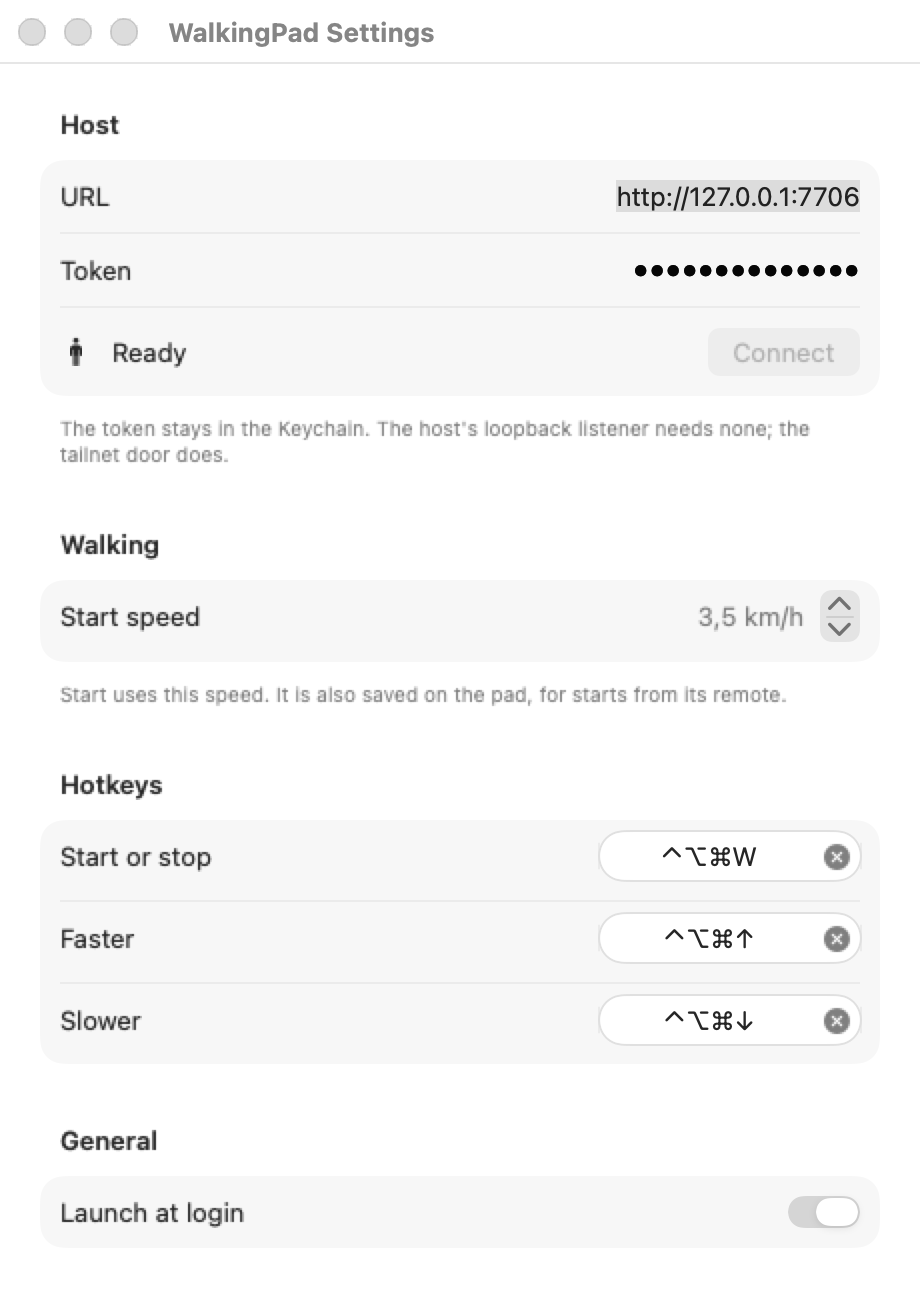 WalkingPad Settings
Host
URL http://127.0.0.1:7706
Token ••••••••••••••
Ready Connect
The token stays in the Keychain. The host's loopback listener needs none; the
tailnet door does.
Walking
Start speed 3,5 km/h
Start uses this speed. It is also saved on the pad, for starts from its remote.
Hotkeys
Start or stop ^⌥⌘W
Faster ^⌥⌘↑
Slower ^⌥⌘↓
General
Launch at login